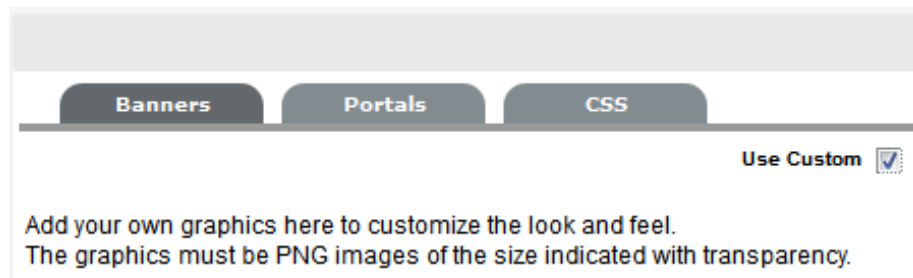 Banners Portals CSS
Use Custom
Add your own graphics here to customize the look and feel.
The graphics must be PNG images of the size indicated with transparency.